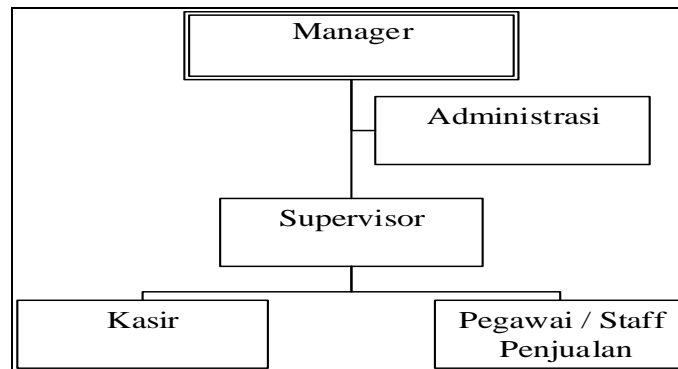 Manager
Administrasi
Supervisor
Kasir
Pegawai / Staff
Penjualan